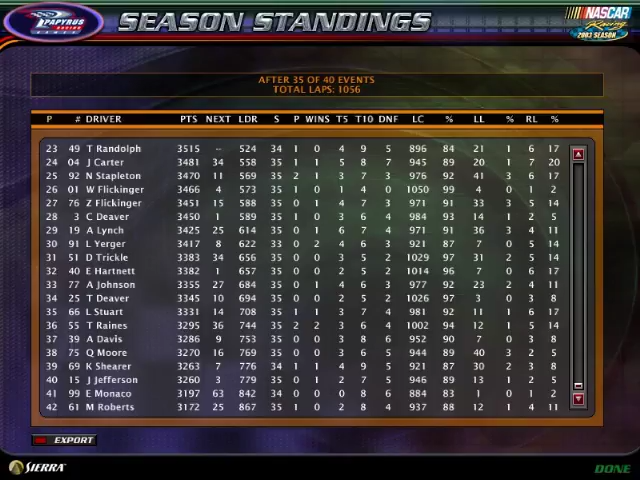 PAPYRUS
RACING
GAMES
SEASON STANDINGS
NASCAR
Racing
2003 SEASON
AFTER 35 OF 40 EVENTS
TOTAL LAPS: 1056
P # DRIVER PTS NEXT LDR S P WINS T5 T10 DNF LC % LL % RL %
23 49 T Randolph 3515 -- 524 34 1 0 4 9 5 896 84 21 1 6 17
24 04 J Carter 3481 34 558 35 1 1 5 8 7 945 89 20 1 7 20
25 92 N Stapleton 3470 11 569 35 2 1 3 7 3 976 92 41 3 6 17
26 01 W Flickinger 3466 4 573 35 1 0 1 4 0 1050 99 4 0 1 2
27 76 Z Flickinger 3451 15 588 35 0 1 4 7 3 971 91 33 3 5 14
28 3 C Deaver 3450 1 589 35 1 0 3 6 4 984 93 14 1 2 5
29 19 A Lynch 3425 25 614 35 0 1 6 7 4 971 91 36 3 4 11
30 91 L Yerger 3417 8 622 33 0 2 4 6 3 921 87 7 0 5 14
31 51 D Trickle 3383 34 656 35 0 0 3 5 2 1029 97 31 2 5 14
32 40 E Hartnett 3382 1 657 35 0 0 2 5 2 1014 96 7 0 6 17
33 77 A Johnson 3355 27 684 35 0 1 4 6 3 977 92 23 2 4 11
34 25 T Deaver 3345 10 694 35 0 0 2 5 2 1026 97 3 0 3 8
35 66 L Stuart 3331 14 708 35 1 1 3 7 4 981 92 11 1 6 17
36 55 T Raines 3295 36 744 35 2 2 3 6 4 1002 94 12 1 5 14
37 39 A Davis 3286 9 753 35 0 0 3 8 6 952 90 7 0 3 8
38 75 Q Moore 3270 16 769 35 0 0 3 6 5 944 89 40 3 2 5
39 69 K Shearer 3263 7 776 34 1 1 4 9 5 921 87 30 2 3 8
40 15 J Jefferson 3260 3 779 35 0 1 2 7 5 946 89 13 1 2 5
41 99 E Monaco 3197 63 842 34 0 0 0 8 6 884 83 1 0 1 2
42 61 M Roberts 3172 25 867 35 1 0 2 8 4 937 88 12 1 4 11
EXPORT
SIERRA
DONE